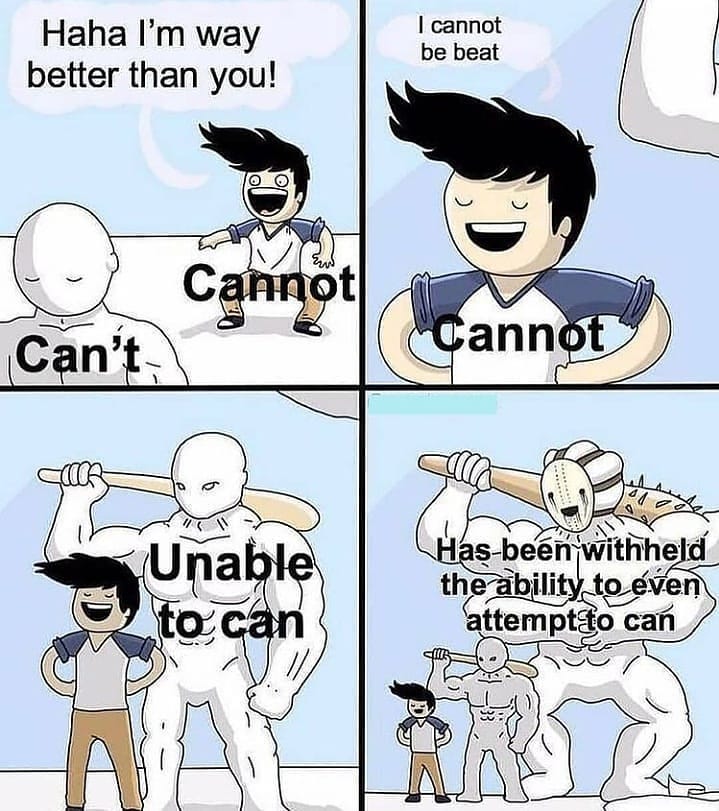 Haha I'm way
better than you!
Cannot
Can't
I cannot
be beat
Cannot
Unable
to can
Has been withheld
the ability to even
attempt to can